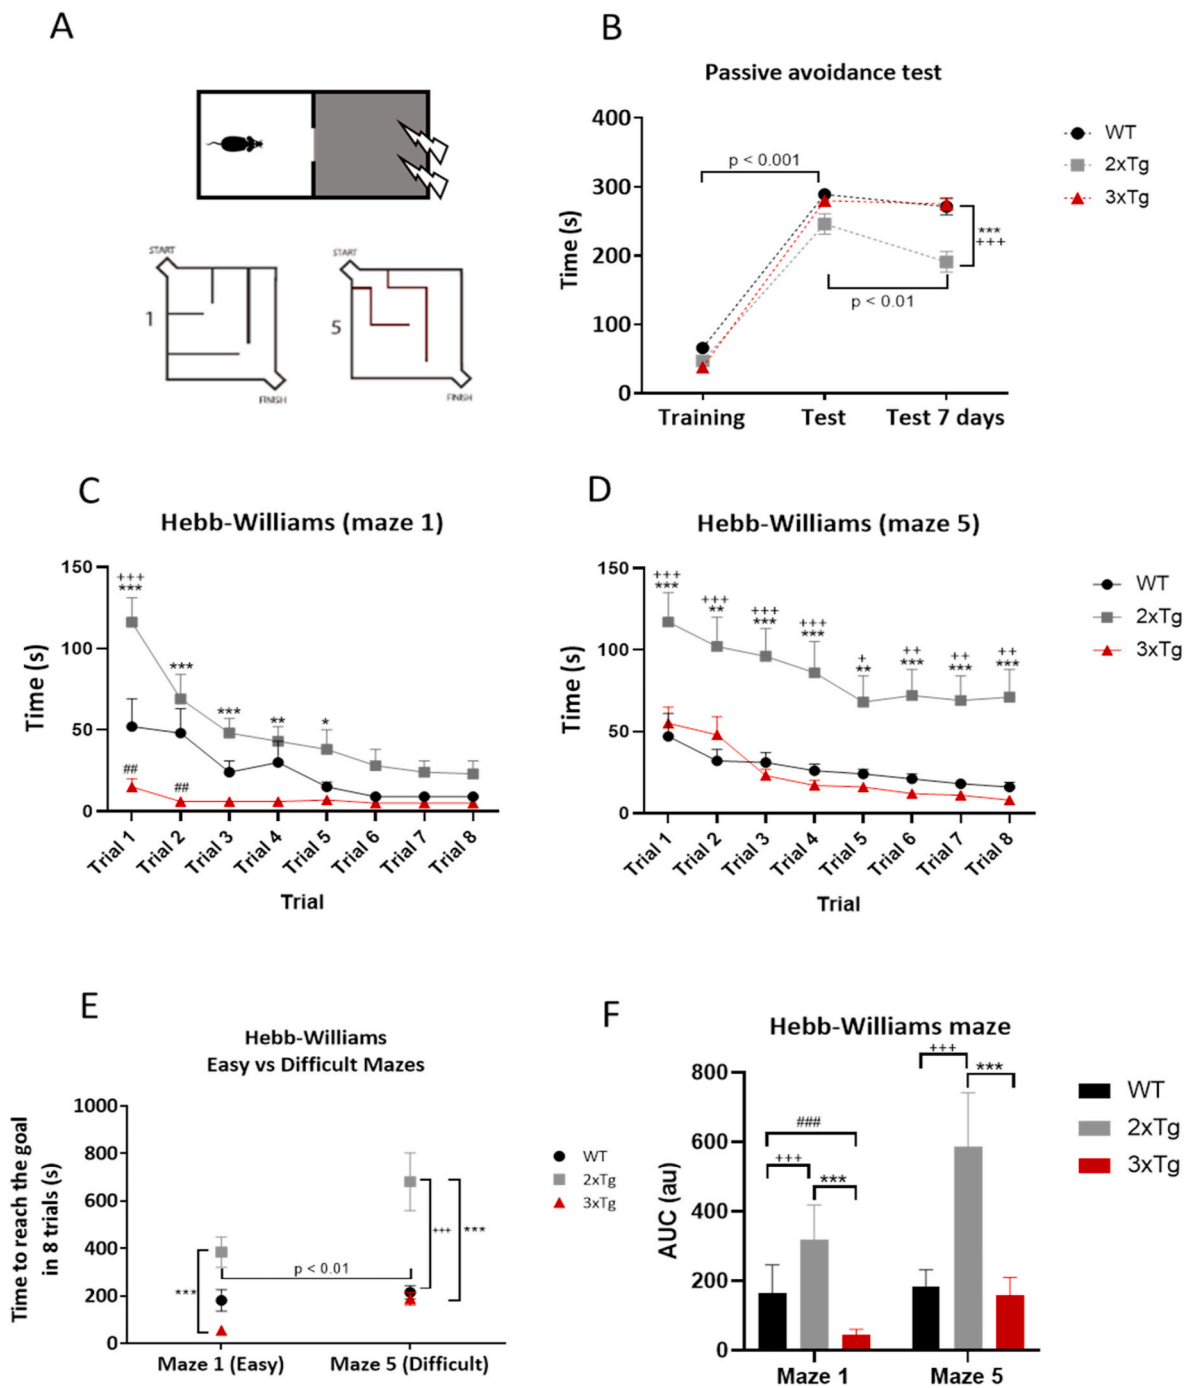 A
START
1
FINISH
START
5
FINISH
B
Passive avoidance test
400
300
200
100
0
Time (s)
p < 0.001
***
+++
p < 0.01
Training
Test
Test 7 days
WT
2xTg
3xTg
C
Hebb-Williams (maze 1)
150
100
50
0
Time (s)
+++
***
***
***
**
*
##
##
Trial 1
Trial 2
Trial 3
Trial 4
Trial 5
Trial 6
Trial 7
Trial 8
Trial
D
Hebb-Williams (maze 5)
150
100
50
0
Time (s)
+++
***
+++
**
+++
***
+++
***
+
**
++
***
++
***
++
***
Trial 1
Trial 2
Trial 3
Trial 4
Trial 5
Trial 6
Trial 7
Trial 8
Trial
WT
2xTg
3xTg
E
Hebb-Williams
Easy vs Difficult Mazes
1000
800
600
400
200
0
Time to reach the goal
in 8 trials (s)
***
p < 0.01
+++
***
Maze 1 (Easy)
Maze 5 (Difficult)
WT
2xTg
3xTg
F
Hebb-Williams maze
800
600
400
200
0
AUC (au)
###
+++
***
+++
***
Maze 1
Maze 5
WT
2xTg
3xTg